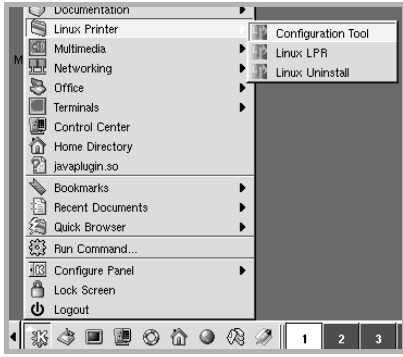 Documentation
Linux Printer
Configuration Tool
Multimedia
Linux LPR
M
Networking
Linux Uninstall
Office
Terminals
Control Center
Home Directory
javaplugin.so
Bookmarks
Recent Documents
Quick Browser
Run Command...
Configure Panel
Lock Screen
Logout
1 2 3